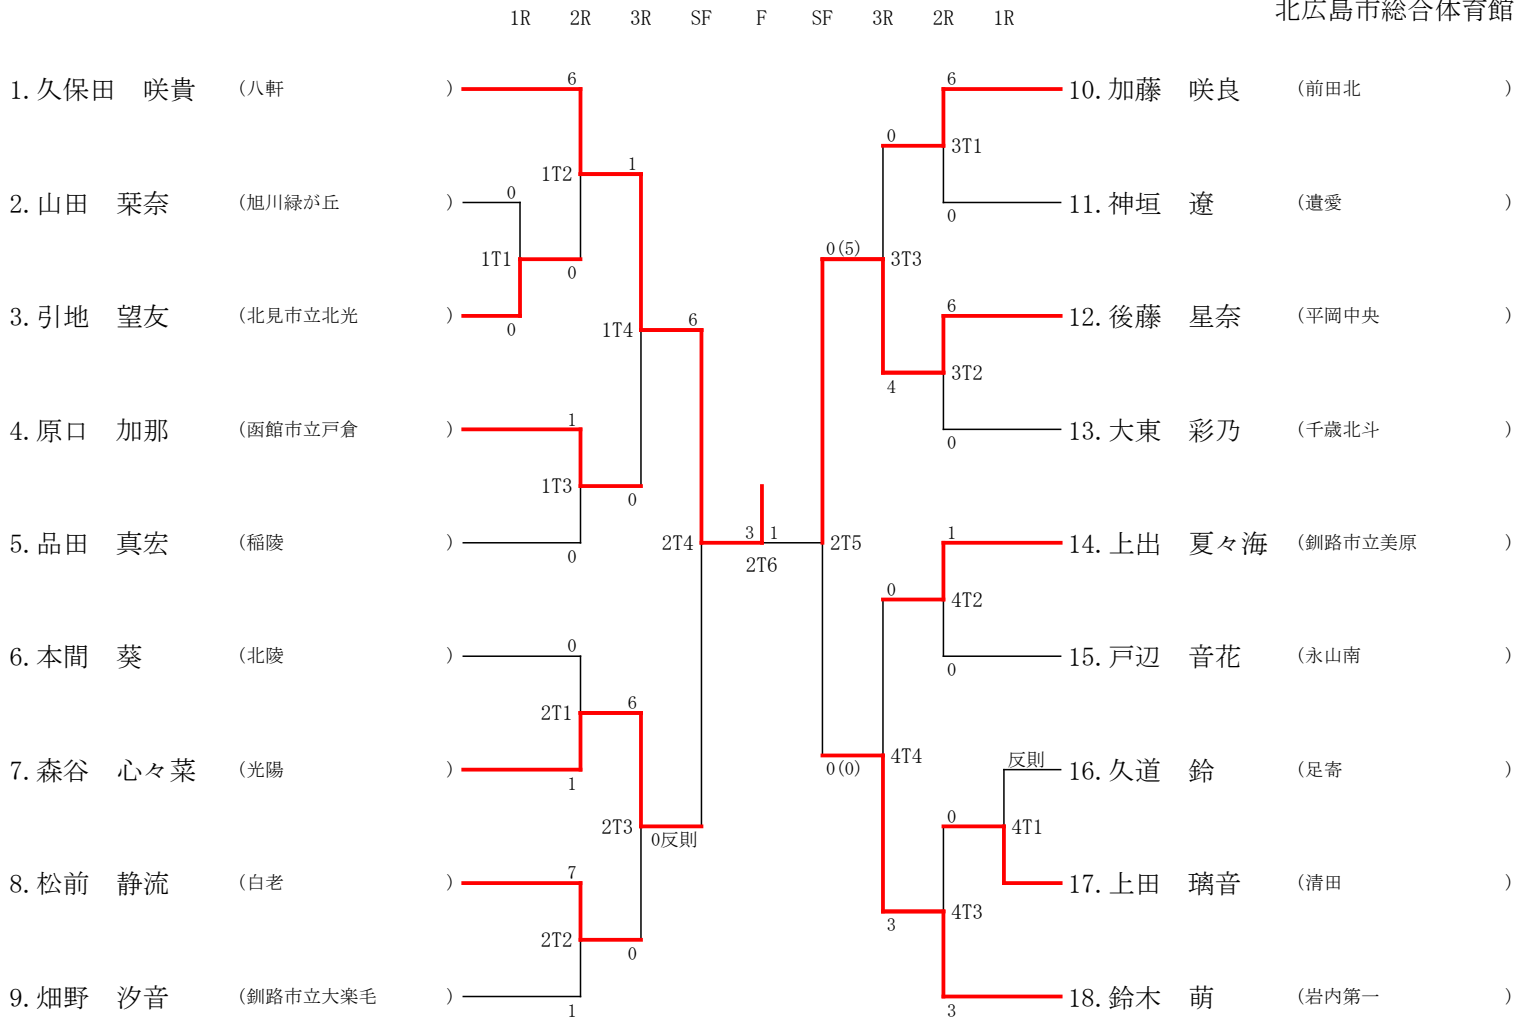 1R 2R 3R SF F SF 3R 2R 1R 北広島市総合体育館
6 6
1.久保田　咲貴 (八軒 ) 10.加藤　咲良 (前田北 )
0 3T1
1T2 1
0
2.山田　栞奈 (旭川緑が丘 ) 11.神垣　遼 (遺愛 )
0
0(5)
1T1 3T3
0
6 6
3.引地　望友 (北見市立北光 ) 12.後藤　星奈 (平岡中央 )
0 1T4
3T2
4
1
4.原口　加那 (函館市立戸倉 ) 13.大東　彩乃 (千歳北斗 )
0
1T3 0
3 1 1
5.品田　真宏 (稲陵 ) 2T4 2T5 14.上出　夏々海 (釧路市立美原 )
0 2T6
0 4T2
0
6.本間　葵 (北陵 ) 15.戸辺　音花 (永山南 )
0
6
2T1
4T4 反則
7.森谷　心々菜 (光陽 ) 0(0) 16.久道　鈴 (足寄 )
1
0
2T3 0反則 4T1
7
8.松前　静流 (白老 ) 17.上田　璃音 (清田 )
4T3
3
2T2 0
9.畑野　汐音 (釧路市立大楽毛 ) 18.鈴木　萌 (岩内第一 )
1 3